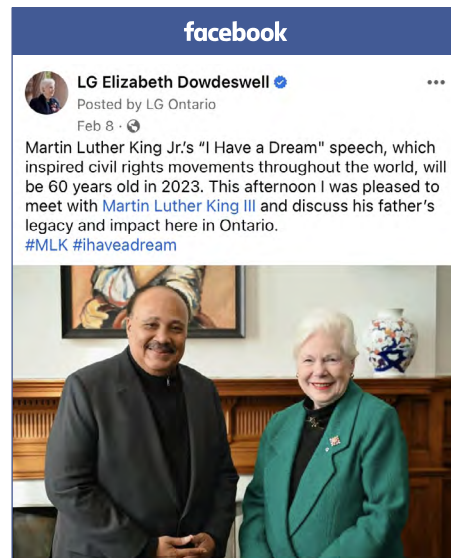 facebook
LG Elizabeth Dowdeswell
Posted by LG Ontario
Feb 8 ·
Martin Luther King Jr.'s “I Have a Dream" speech, which
inspired civil rights movements throughout the world, will
be 60 years old in 2023. This afternoon I was pleased to
meet with Martin Luther King III and discuss his father’s
legacy and impact here in Ontario.
#MLK #ihaveadream